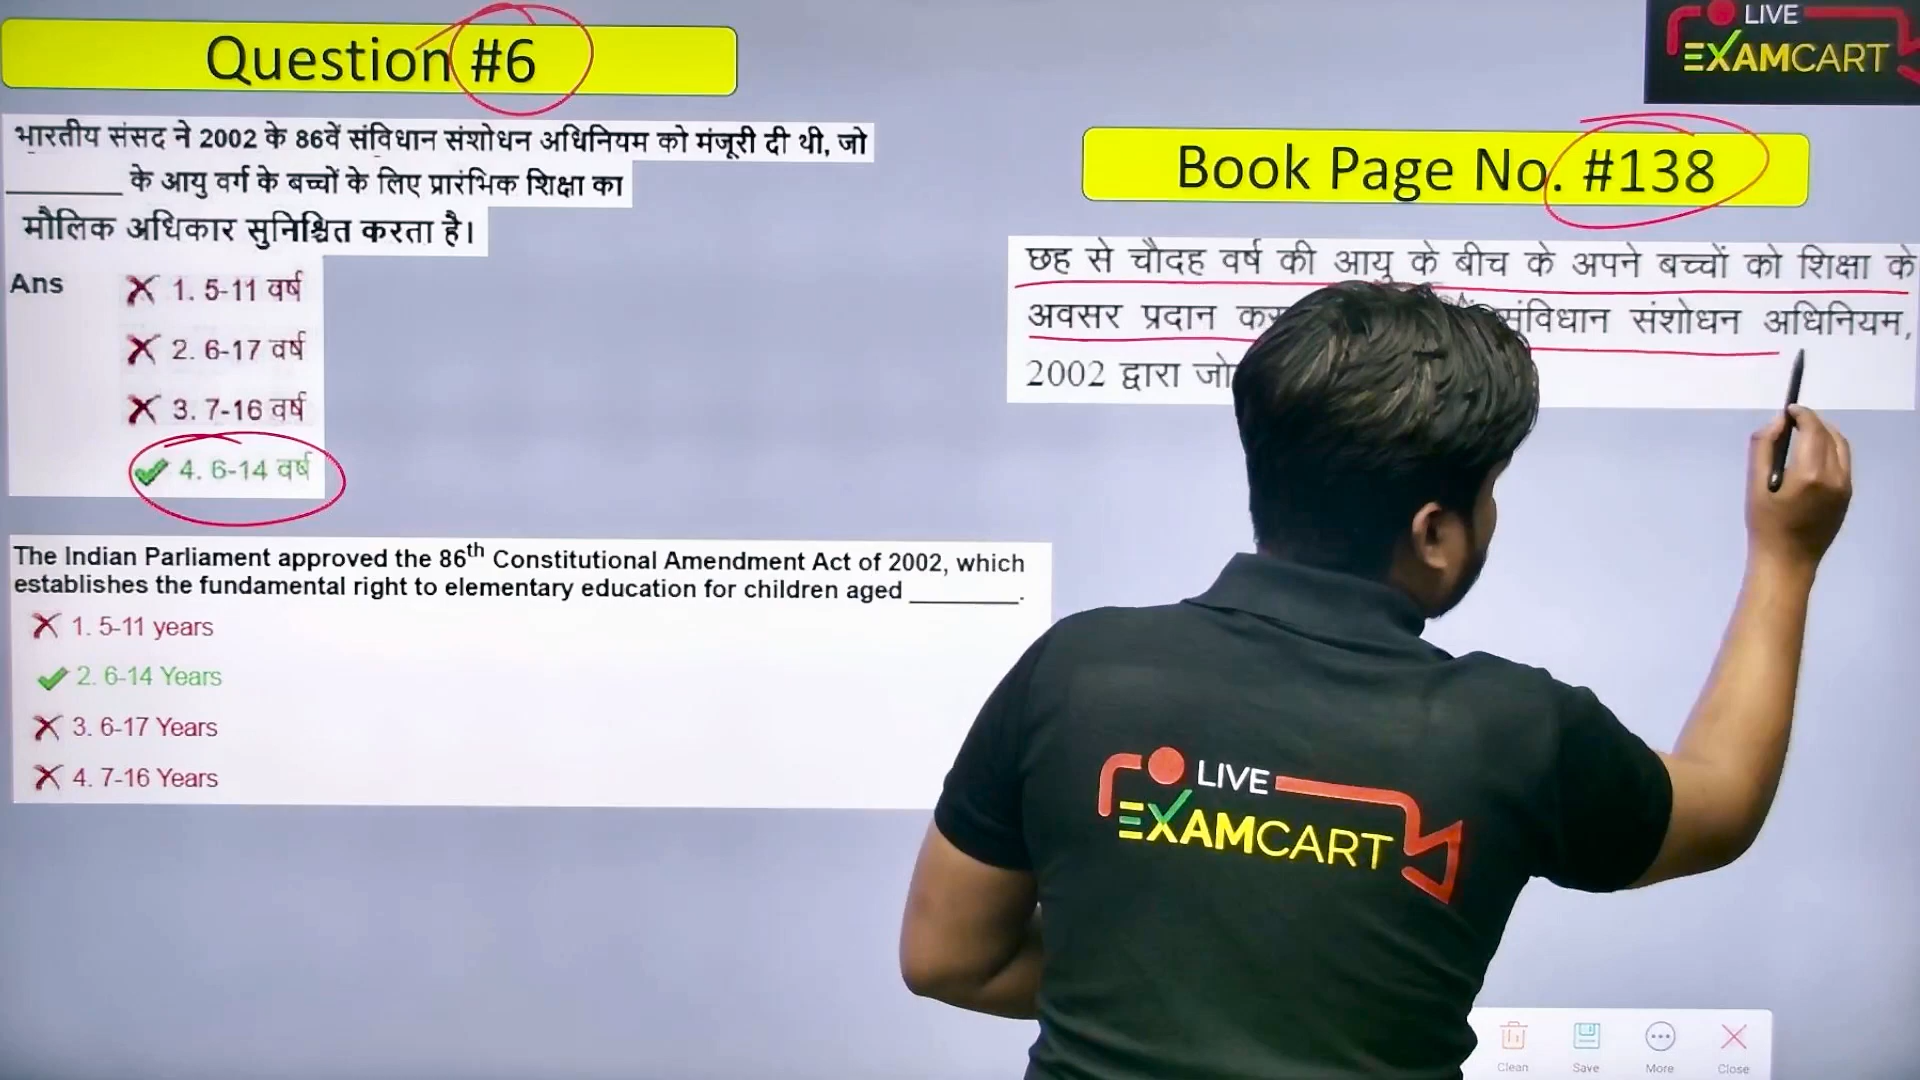 Question #6
भारतीय संसद ने 2002 के 86वें संविधान संशोधन अधिनियम को मंजूरी दी थी, जो
________ के आयु वर्ग के बच्चों के लिए प्रारंभिक शिक्षा का
मौलिक अधिकार सुनिश्चित करता है।
Ans
1. 5-11 वर्ष
2. 6-17 वर्ष
3. 7-16 वर्ष
4. 6-14 वर्ष
The Indian Parliament approved the 86th Constitutional Amendment Act of 2002, which
establishes the fundamental right to elementary education for children aged ________.
1. 5-11 years
2. 6-14 Years
3. 6-17 Years
4. 7-16 Years
LIVE
EXAMCART
Book Page No. #138
छह से चौदह वर्ष की आयु के बीच के अपने बच्चों को शिक्षा के
अवसर प्रदान संविधान संशोधन अधिनियम,
2002 द्वारा
LIVE
EXAMCART
Clean
Save
More
Close